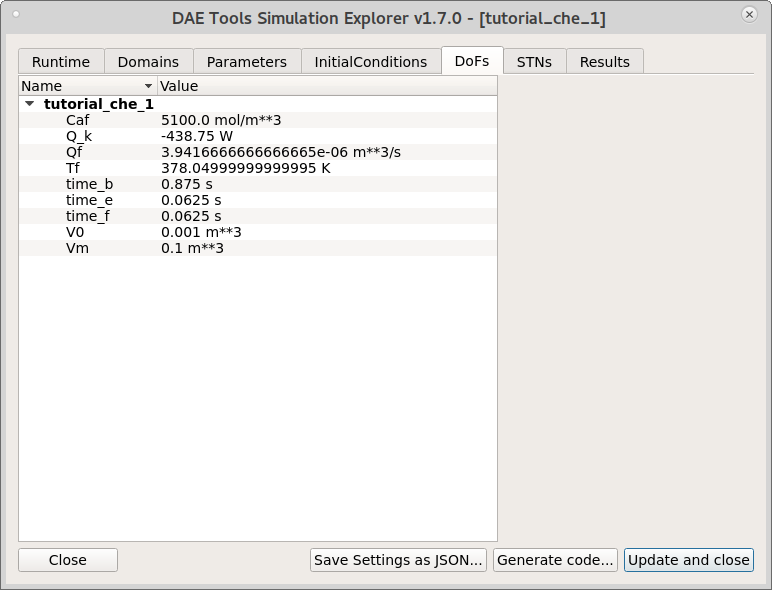 DAE Tools Simulation Explorer v1.7.0 - [tutorial_che_1]
Runtime Domains Parameters InitialConditions DoFs STNs Results
Name Value
tutorial_che_1
Caf 5100.0 mol/m**3
Q_k -438.75 W
Qf 3.9416666666666665e-06 m**3/s
Tf 378.04999999999995 K
time_b 0.875 s
time_e 0.0625 s
time_f 0.0625 s
V0 0.001 m**3
Vm 0.1 m**3
Close Save Settings as JSON... Generate code... Update and close